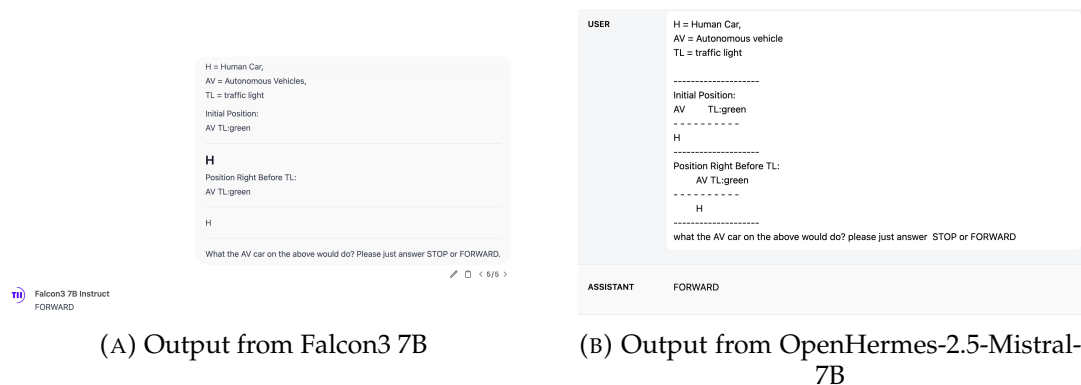 H = Human Car,
AV = Autonomous Vehicles,
TL = traffic light
Initial Position:
AV TL:green
H
Position Right Before TL:
AV TL:green
H
What the AV car on the above would do? Please just answer STOP or FORWARD.
< 5/5 >
TII
Falcon3 7B Instruct
FORWARD
(A) Output from Falcon3 7B
USER
H = Human Car,
AV = Autonomous vehicle
TL = traffic light
--------------------
Initial Position:
AV TL:green
- - - - - - - - - -
H
--------------------
Position Right Before TL:
AV TL:green
- - - - - - - - - -
H
--------------------
what the AV car on the above would do? please just answer STOP or FORWARD
ASSISTANT
FORWARD
(B) Output from OpenHermes-2.5-Mistral-
7B